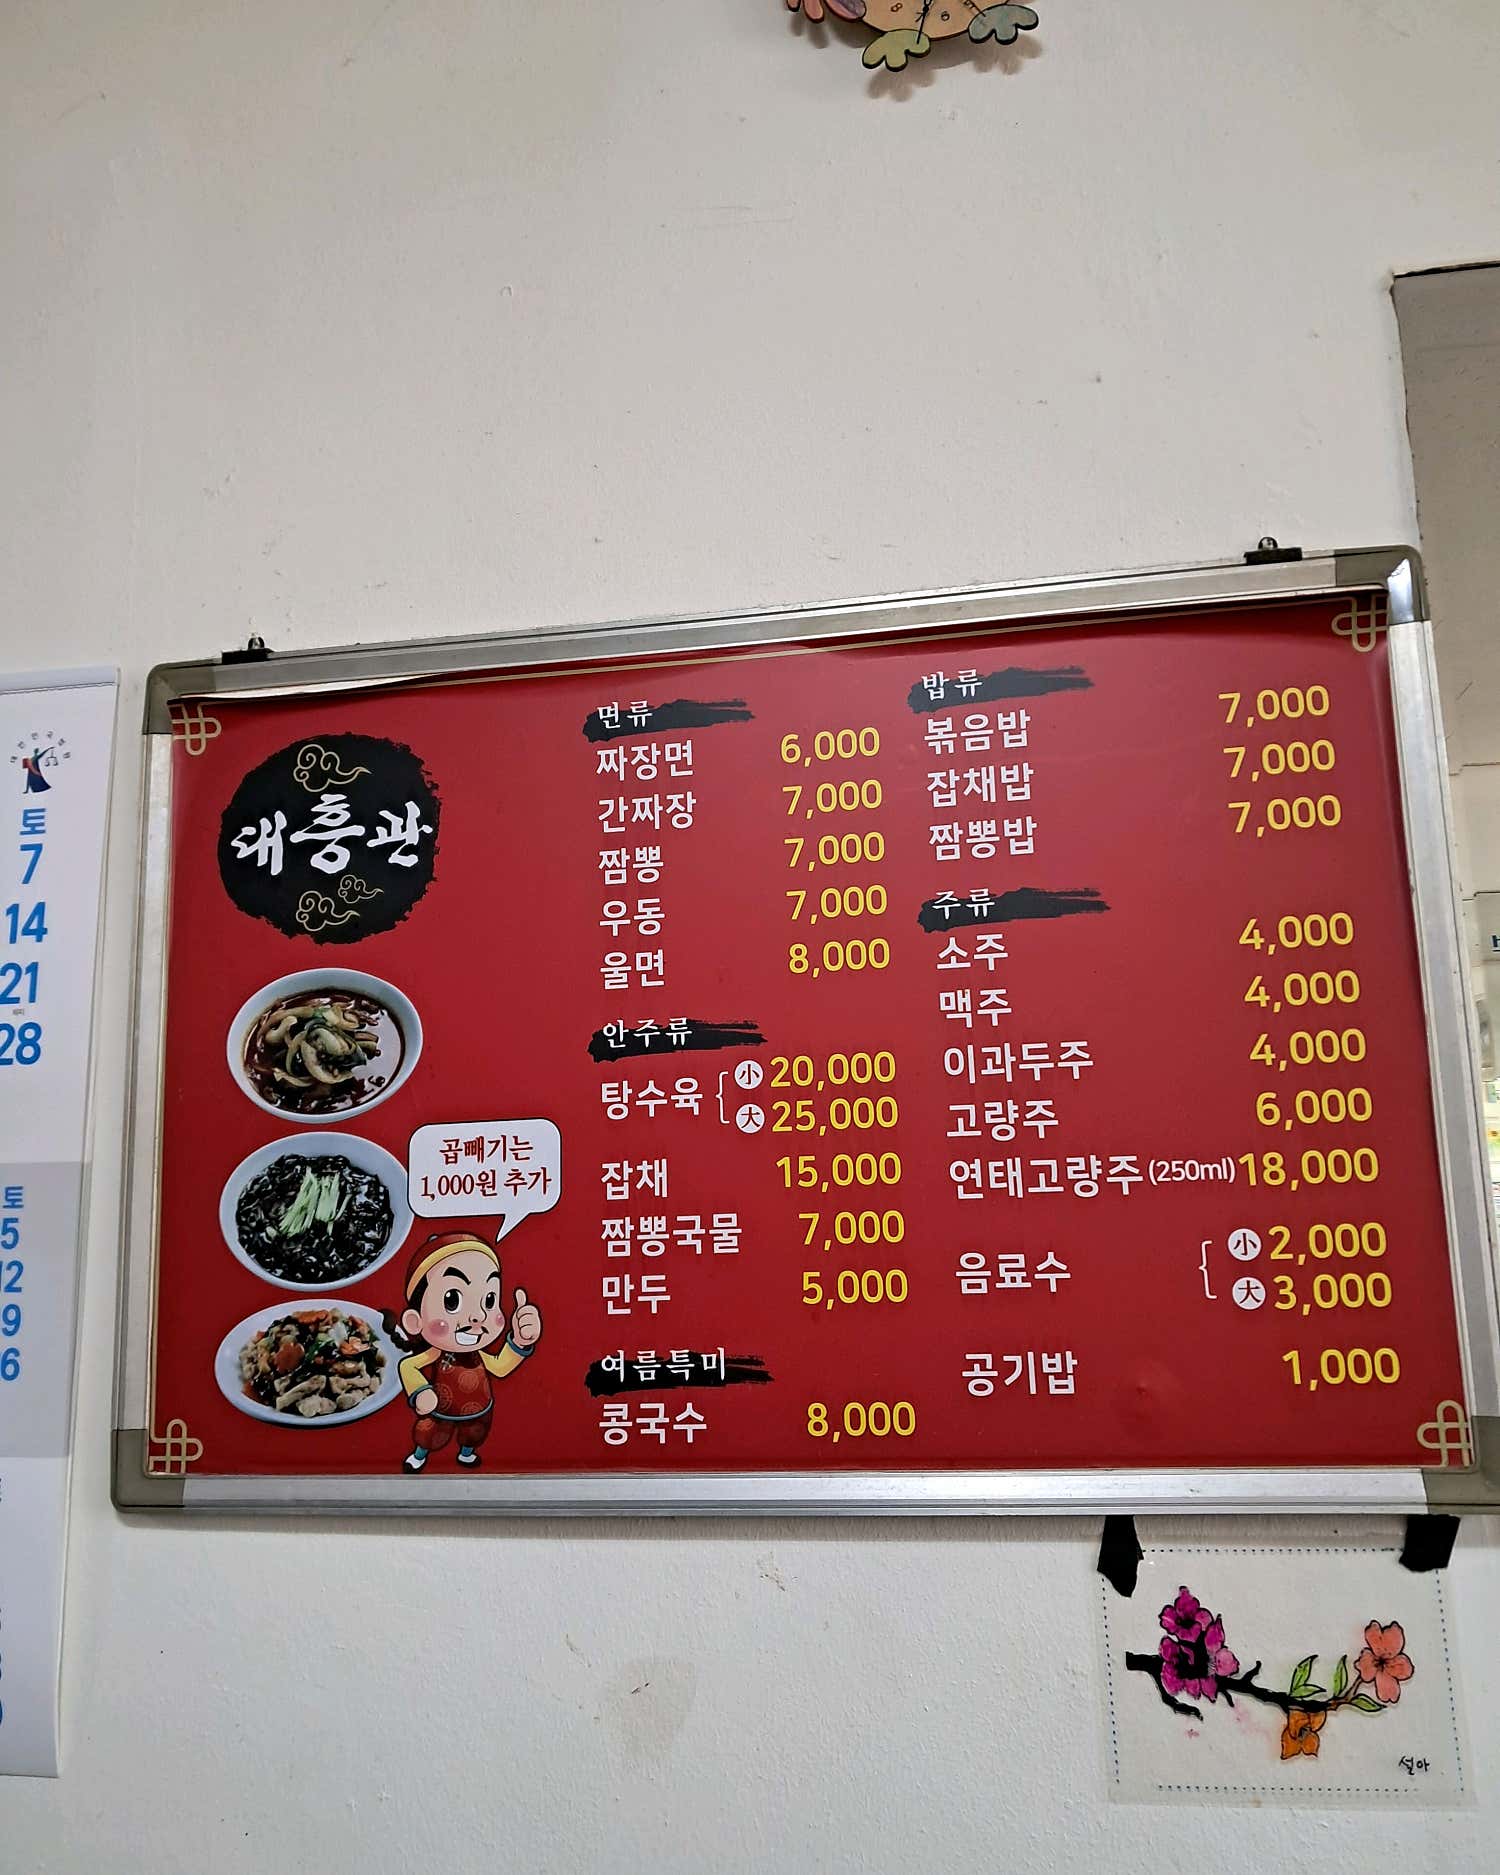 대흥관
곱빼기는
1,000원 추가
면류
짜장면 6,000
간짜장 7,000
짬뽕 7,000
우동 7,000
울면 8,000
안주류
탕수육 小 20,000
大 25,000
잡채 15,000
짬뽕국물 7,000
만두 5,000
여름특미
콩국수 8,000
밥류
볶음밥 7,000
잡채밥 7,000
짬뽕밥 7,000
주류
소주 4,000
맥주 4,000
이과두주 4,000
고량주 6,000
연태고량주(250ml) 18,000
음료수 小 2,000
大 3,000
공기밥 1,000
토
7
14
21
28
토
5
12
설아